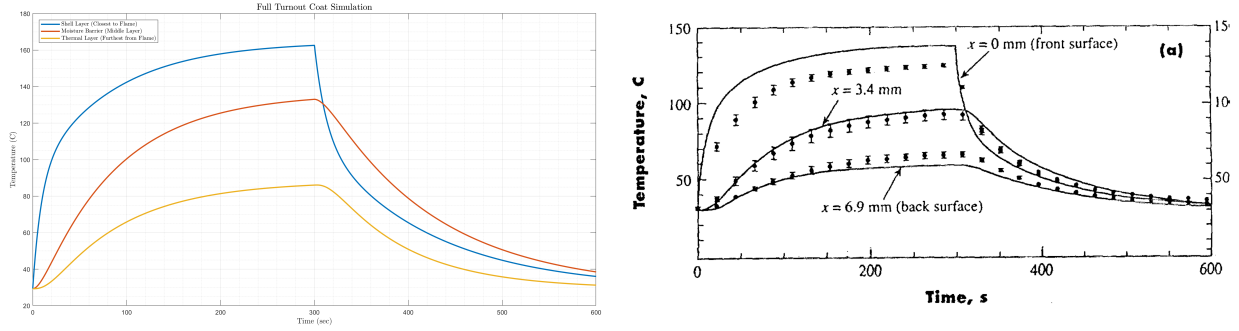 Full Turnout Coat Simulation
Shell Layer (Closest to Flame)
Moisture Barrier (Middle Layer)
Thermal Layer (Furthest from Flame)
180
160
140
120
100
80
60
40
20
Temperature (C)
0
100
200
300
400
500
600
Time (sec)
150
100
50
Temperature, C
(a)
x = 0 mm (front surface)
x = 3.4 mm
x = 6.9 mm (back surface)
15
10
50
0
200
400
600
Time, s